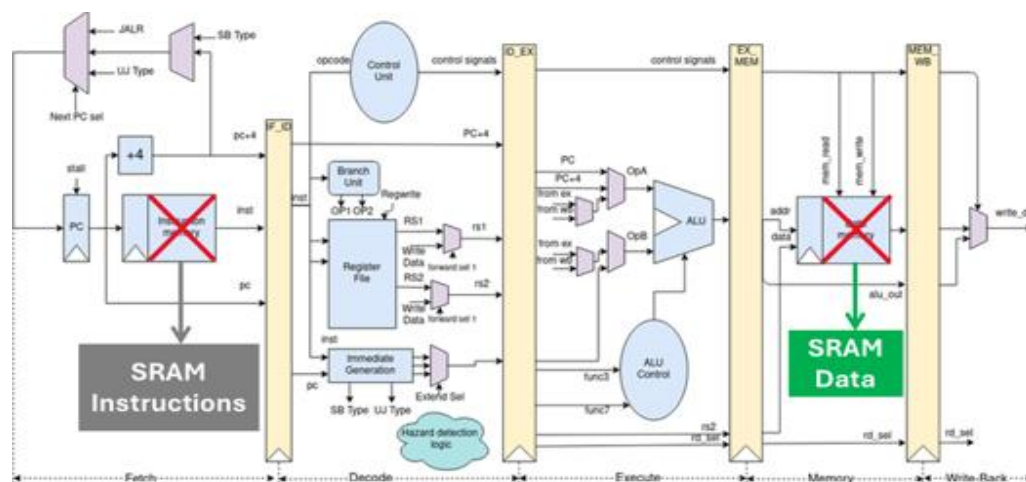 JALR
SB Type
UJ Type
Next PC sel
+4
pc+4
stall
PC
inst
pc
SRAM
Instructions
IF_ID
opcode
Control
Unit
control signals
PC+4
inst
Branch
Unit
Regwrite
OP1 OP2
RS1
rs1
Write
Data
forward sel 1
Register
File
RS2
rs2
Write
Data
forward sel 1
inst
Immediate
Generation
pc
Extend Sel
SB Type
UJ Type
Hazard detection
logic
ID_EX
control signals
PC
PC+4
from ex
from wb
OpA
from ex
from wb
OpB
ALU
ALU
Control
func3
func7
rs2
rd_sel
EX_
MEM
mem_read
mem_write
addr
data
memory
alu_out
SRAM
Data
rd_sel
MEM_
WB
rd_sel
Fetch
Decode
Execute
Memory
Write-Back